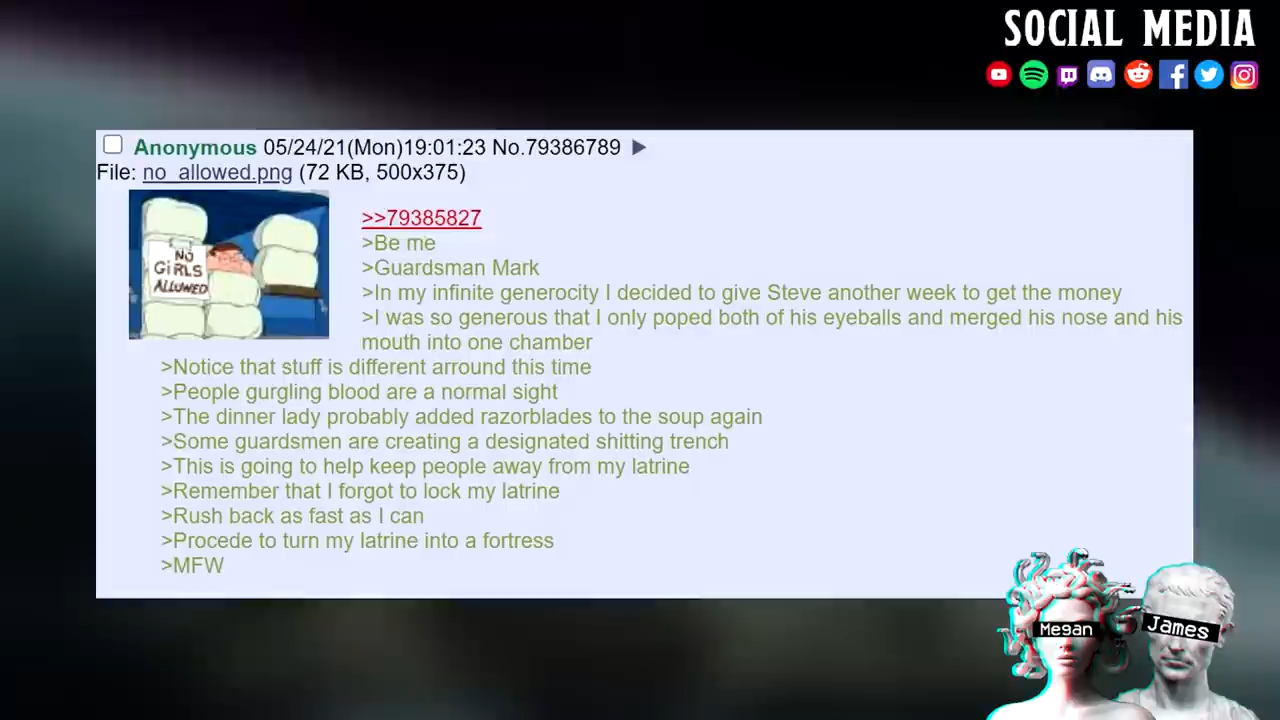 SOCIAL MEDIA
Anonymous 05/24/21(Mon)19:01:23 No.79386789 ▶
File: no_allowed.png (72 KB, 500x375)
NO
GIRLS
ALLOWED
>>79385827
>Be me
>Guardsman Mark
>In my infinite generocity I decided to give Steve another week to get the money
>I was so generous that I only poped both of his eyeballs and merged his nose and his
mouth into one chamber
>Notice that stuff is different arround this time
>People gurgling blood are a normal sight
>The dinner lady probably added razorblades to the soup again
>Some guardsmen are creating a designated shitting trench
>This is going to help keep people away from my latrine
>Remember that I forgot to lock my latrine
>Rush back as fast as I can
>Procede to turn my latrine into a fortress
>MFW
Megan
James